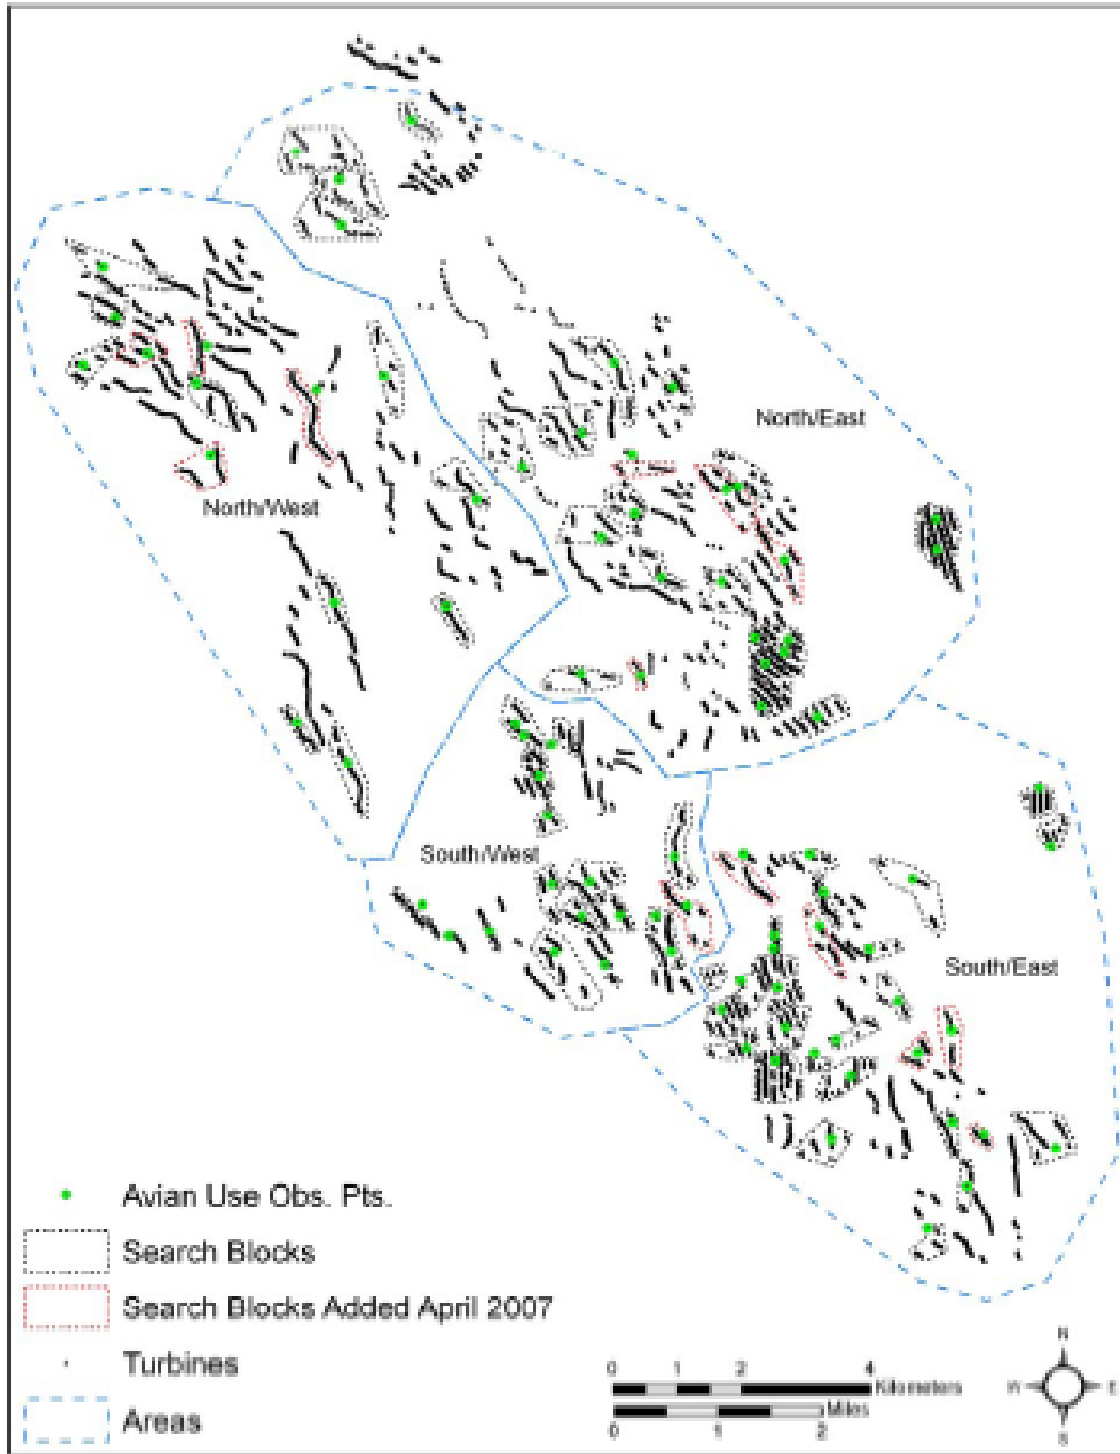 North/East
North/West
South/West
South/East
Avian Use Obs. Pts.
Search Blocks
Search Blocks Added April 2007
Turbines
Areas
0 1 2 4
Kilometers
Miles
0 1 2
N
W E
S